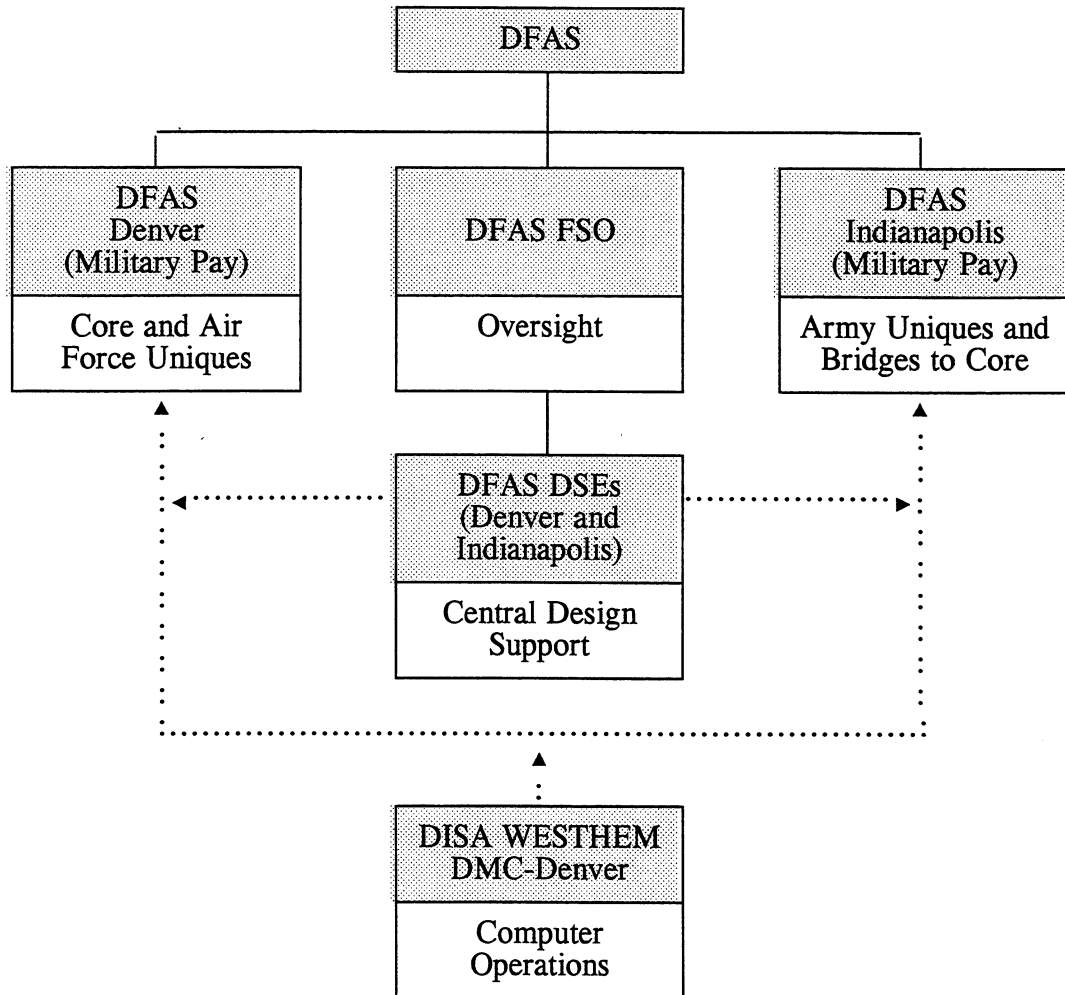 DFAS
DFAS
Denver
(Military Pay)
Core and Air
Force Uniques
DFAS FSO
Oversight
DFAS
Indianapolis
(Military Pay)
Army Uniques and
Bridges to Core
DFAS DSEs
(Denver and
Indianapolis)
Central Design
Support
DISA WESTHEM
DMC-Denver
Computer
Operations